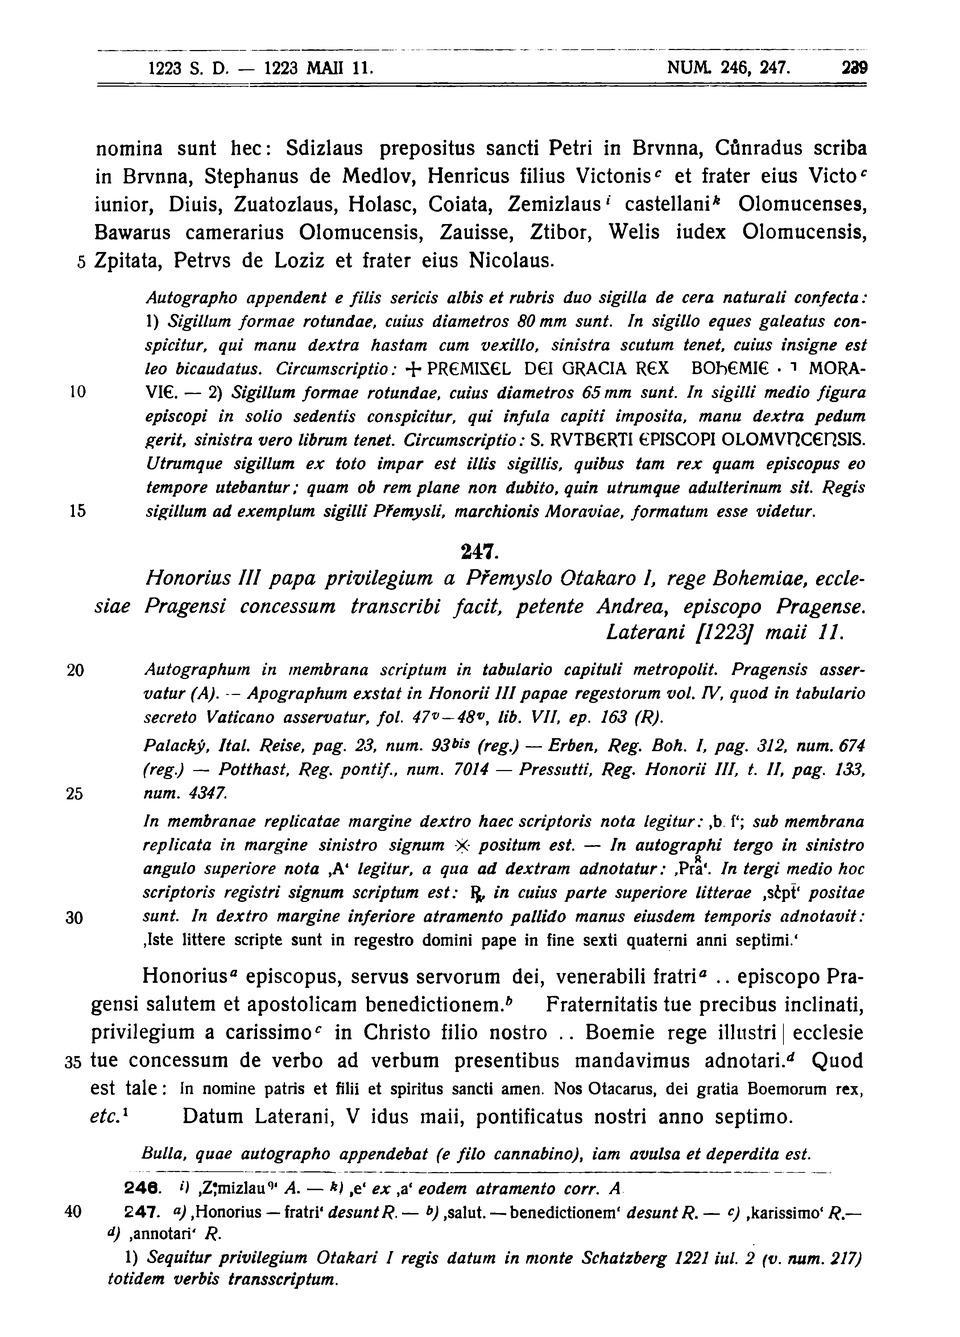 1223 S. D. — 1223 MAII 11. NUM. 246, 247. 239
nomina sunt hec: Sdizlaus prepositus sancti Petri in Brvnna, Cůnradus scriba
in Brvnna, Stephanus de Medlov, Henricus filius Victonis c et frater eius Victo c
iunior, Diuis, Zuatozlaus, Holasc, Coiata, Zemizlaus i castellani k Olomucenses,
Bawarus camerarius Olomucensis, Zauisse, Ztibor, Welis iudex Olomucensis,
5 Zpitata, Petrvs de Loziz et frater eius Nicolaus.
Autographo appendent e filis sericis albis et rubris duo sigilla de cera naturali confecta:
1) Sigillum formae rotundae, cuius diametros 80 mm sunt. In sigillo eques galeatus con-
spicitur, qui manu dextra hastam cum vexillo, sinistra scutum tenet, cuius insigne est
leo bicaudatus. Circumscriptio: ✢ PRЄMISЄL DЄI GRACIA RЄX BOhЄMIЄ · ⁊ MORA-
10 VIЄ. — 2) Sigillum formae rotundae, cuius diametros 65 mm sunt. In sigilli medio figura
episcopi in solio sedentis conspicitur, qui infula capiti imposita, manu dextra pedum
gerit, sinistra vero librum tenet. Circumscriptio: S. RVTBЄRTI ЄPISCOPI OLOMVnCЄnSIS.
Utrumque sigillum ex toto impar est illis sigillis, quibus tam rex quam episcopus eo
tempore utebantur; quam ob rem plane non dubito, quin utrumque adulterinum sit. Regis
15 sigillum ad exemplum sigilli Přemysli, marchionis Moraviae, formatum esse videtur.
247.
Honorius III papa privilegium a Přemyslo Otakaro I, rege Bohemiae, eccle-
siae Pragensi concessum transcribi facit, petente Andrea, episcopo Pragense.
Laterani [1223] maii 11.
20 Autographum in membrana scriptum in tabulario capituli metropolit. Pragensis asser-
vatur (A). — Apographum exstat in Honorii III papae regestorum vol. IV, quod in tabulario
secreto Vaticano asservatur, fol. 47v—48v, lib. VII, ep. 163 (R).
Palacký, Ital. Reise, pag. 23, num. 93bis (reg.) — Erben, Reg. Boh. I, pag. 312, num. 674
(reg.) — Potthast, Reg. pontif., num. 7014 — Pressutti, Reg. Honorii III, t. II, pag. 133,
25 num. 4347.
In membranae replicatae margine dextro haec scriptoris nota legitur: ‚b. f‘; sub membrana
replicata in margine sinistro signum ※ positum est. — In autographi tergo in sinistro
angulo superiore nota ‚A‘ legitur, a qua ad dextram adnotatur: ‚Pra‘. In tergi medio hoc
scriptoris registri signum scriptum est: ℞, in cuius parte superiore litterae positae
30 sunt. In dextro margine inferiore atramento pallido manus eiusdem temporis adnotavit:
‚Iste littere scripte sunt in regestro domini pape in fine sexti quaterni anni septimi.‘
Honorius a episcopus, servus servorum dei, venerabili fratri a .. episcopo Pra-
gensi salutem et apostolicam benedictionem. b Fraternitatis tue precibus inclinati,
privilegium a carissimo c in Christo filio nostro .. Boemie rege illustri | ecclesie
35 tue concessum de verbo ad verbum presentibus mandavimus adnotari. d Quod
est tale: In nomine patris et filii et spiritus sancti amen. Nos Otacarus, dei gratia Boemorum rex,
etc.1 Datum Laterani, V idus maii, pontificatus nostri anno septimo.
Bulla, quae autographo appendebat (e filo cannabino), iam avulsa et deperdita est.
246. i) ‚Z;mizlau9‘ A. — k) ‚e‘ ex ‚a‘ eodem atramento corr. A
40 247. a) ‚Honorius — fratri‘ desunt R. — b) ‚salut. — benedictionem‘ desunt R. — c) ‚karissimo‘ R.—
d) ‚annotari‘ R.
1) Sequitur privilegium Otakari I regis datum in monte Schatzberg 1221 iul. 2 (v. num. 217)
totidem verbis transscriptum.